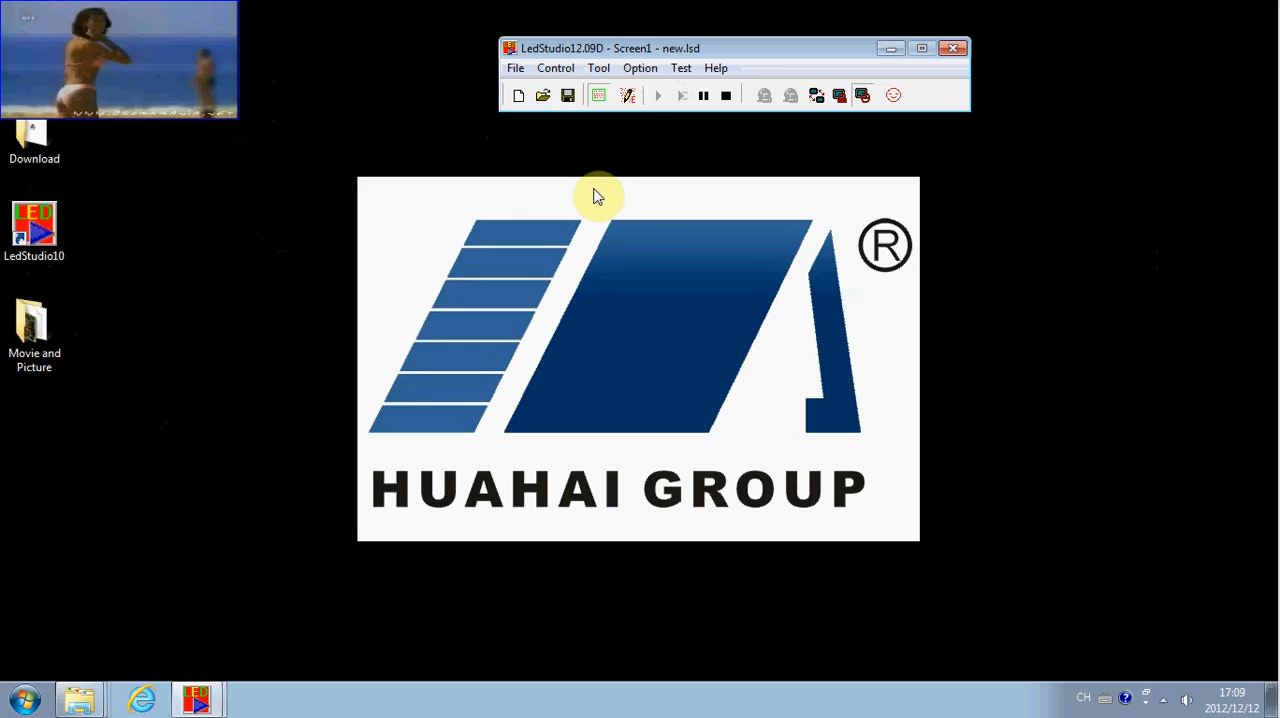 LedStudio12.09D - Screen1 - new.lsd
File Control Tool Option Test Help
Download
LED
LedStudio10
Movie and
Picture
®
HUAHAI GROUP
LED
CH
17:09
2012/12/12